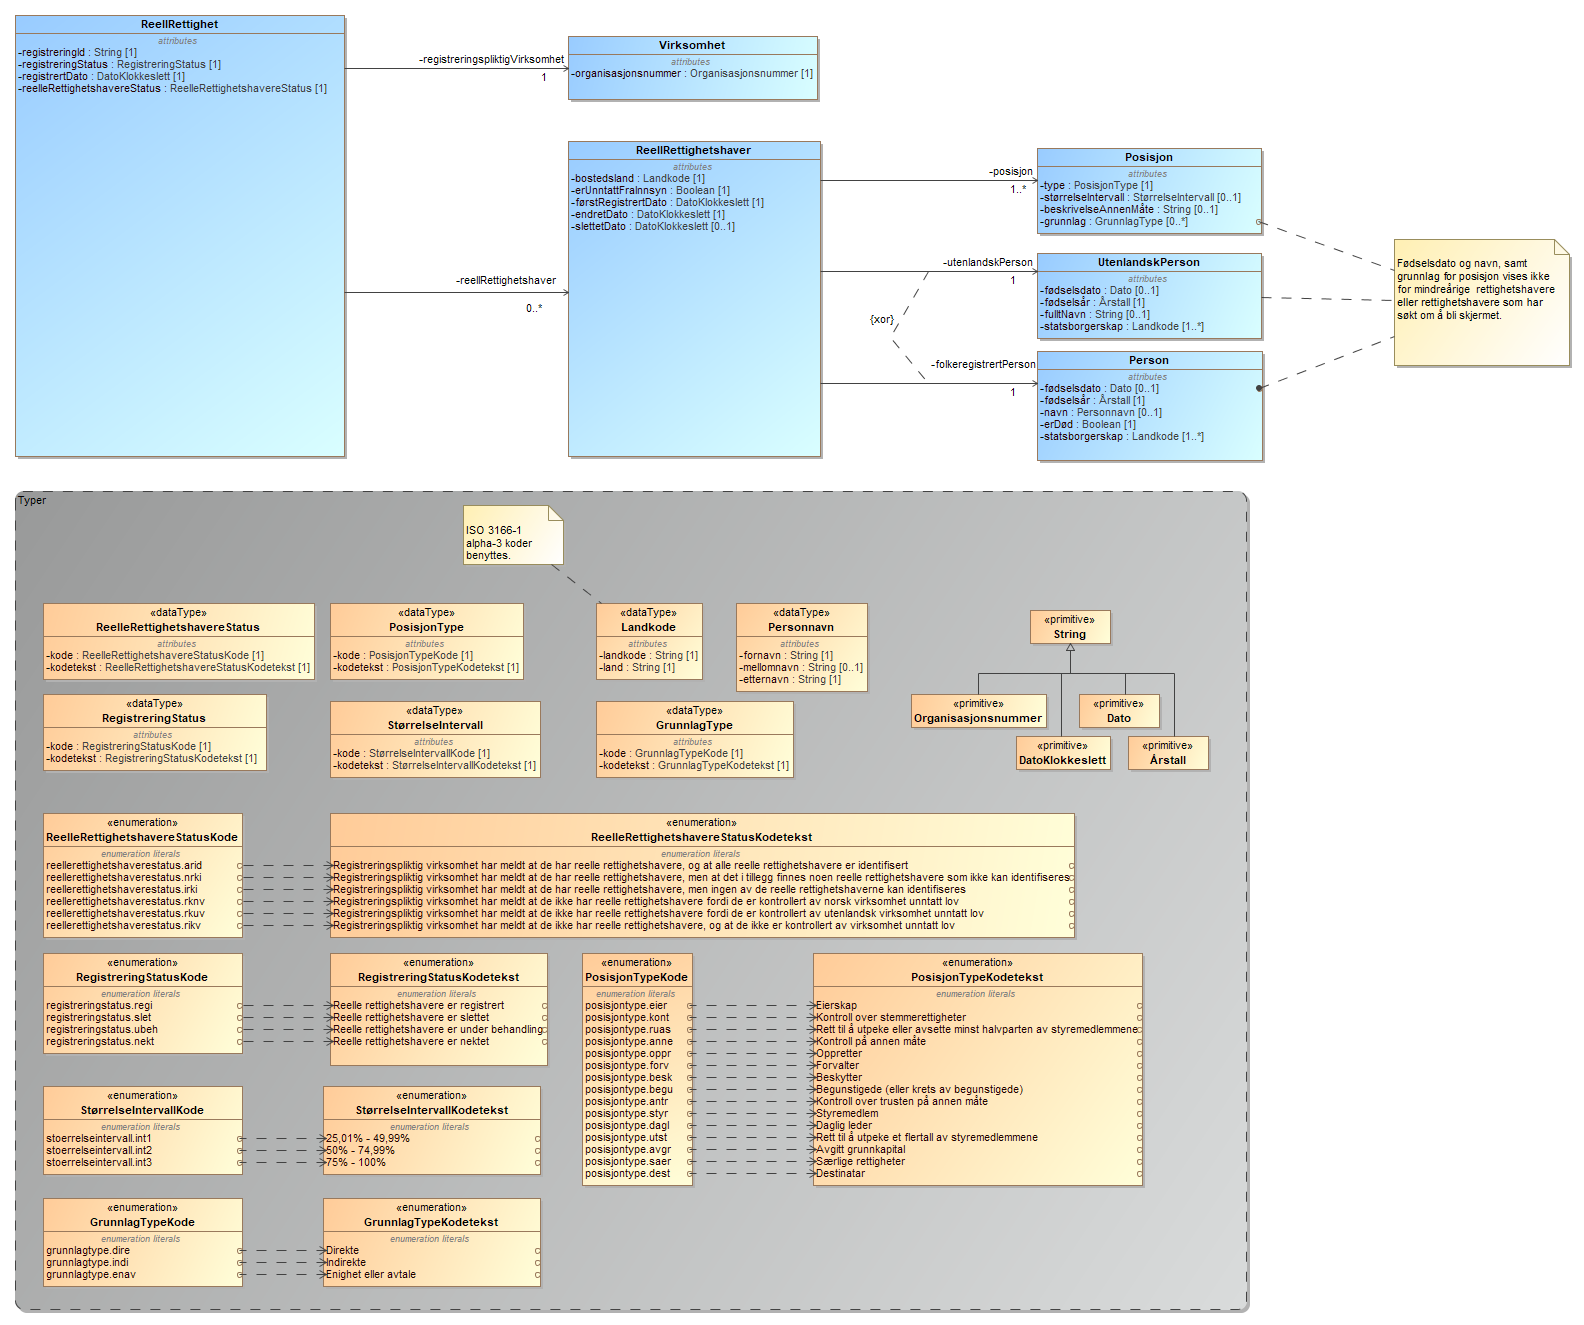 ReellRettighet
attributes
-registreringId : String [1]
-registreringStatus : RegistreringStatus [1]
-registrertDato : DatoKlokkeslett [1]
-reelleRettighetshavereStatus : ReelleRettighetshavereStatus [1]
-registreringspliktigVirksomhet
1
Virksomhet
attributes
-organisasjonsnummer : Organisasjonsnummer [1]
-reellRettighetshaver
0..*
ReellRettighetshaver
attributes
-bostedsland : Landkode [1]
-erUnntattFraInnsyn : Boolean [1]
-førstRegistrertDato : DatoKlokkeslett [1]
-endretDato : DatoKlokkeslett [1]
-slettetDato : DatoKlokkeslett [0..1]
-posisjon
1..*
-utenlandskPerson
1
{xor}
-folkeregistrertPerson
1
Posisjon
attributes
-type : PosisjonType [1]
-størrelseIntervall : StørrelseIntervall [0..1]
-beskrivelseAnnenMåte : String [0..1]
-grunnlag : GrunnlagType [0..*]
UtenlandskPerson
attributes
-fødselsdato : Dato [0..1]
-fødselsår : Årstall [1]
-fulltNavn : String [0..1]
-statsborgerskap : Landkode [1..*]
Person
attributes
-fødselsdato : Dato [0..1]
-fødselsår : Årstall [1]
-navn : Personnavn [0..1]
-erDød : Boolean [1]
-statsborgerskap : Landkode [1..*]
Fødselsdato og navn, samt
grunnlag for posisjon vises ikke
for mindreårige rettighetshavere
eller rettighetshavere som har
søkt om å bli skjermet.
Typer
ISO 3166-1
alpha-3 koder
benyttes.
«dataType»
ReelleRettighetshavereStatus
attributes
-kode : ReelleRettighetshavereStatusKode [1]
-kodetekst : ReelleRettighetshavereStatusKodetekst [1]
«dataType»
PosisjonType
attributes
-kode : PosisjonTypeKode [1]
-kodetekst : PosisjonTypeKodetekst [1]
«dataType»
Landkode
attributes
-landkode : String [1]
-land : String [1]
«dataType»
Personnavn
attributes
-fornavn : String [1]
-mellomnavn : String [0..1]
-etternavn : String [1]
«primitive»
String
«dataType»
RegistreringStatus
attributes
-kode : RegistreringStatusKode [1]
-kodetekst : RegistreringStatusKodetekst [1]
«dataType»
StørrelseIntervall
attributes
-kode : StørrelseIntervallKode [1]
-kodetekst : StørrelseIntervallKodetekst [1]
«dataType»
GrunnlagType
attributes
-kode : GrunnlagTypeKode [1]
-kodetekst : GrunnlagTypeKodetekst [1]
«primitive»
Organisasjonsnummer
«primitive»
Dato
«primitive»
DatoKlokkeslett
«primitive»
Årstall
«enumeration»
ReelleRettighetshavereStatusKode
enumeration literals
reellerettighetshaverestatus.arid
reellerettighetshaverestatus.nrki
reellerettighetshaverestatus.irki
reellerettighetshaverestatus.rknv
reellerettighetshaverestatus.rkuv
reellerettighetshaverestatus.rikv
«enumeration»
ReelleRettighetshavereStatusKodetekst
enumeration literals
Registreringspliktig virksomhet har meldt at de har reelle rettighetshavere, og at alle reelle rettighetshavere er identifisert
Registreringspliktig virksomhet har meldt at de har reelle rettighetshavere, men at det i tillegg finnes noen reelle rettighetshavere som ikke kan identifiseres
Registreringspliktig virksomhet har meldt at de har reelle rettighetshavere, men ingen av de reelle rettighetshaverne kan identifiseres
Registreringspliktig virksomhet har meldt at de ikke har reelle rettighetshavere fordi de er kontrollert av norsk virksomhet unntatt lov
Registreringspliktig virksomhet har meldt at de ikke har reelle rettighetshavere fordi de er kontrollert av utenlandsk virksomhet unntatt lov
Registreringspliktig virksomhet har meldt at de ikke har reelle rettighetshavere, og at de ikke er kontrollert av virksomhet unntatt lov
«enumeration»
RegistreringStatusKode
enumeration literals
registreringstatus.regi
registreringstatus.slet
registreringstatus.ubeh
registreringstatus.nekt
«enumeration»
RegistreringStatusKodetekst
enumeration literals
Reelle rettighetshavere er registrert
Reelle rettighetshavere er slettet
Reelle rettighetshavere er under behandling
Reelle rettighetshavere er nektet
«enumeration»
PosisjonTypeKode
enumeration literals
posisjontype.eier
posisjontype.kont
posisjontype.ruas
posisjontype.anne
posisjontype.oppr
posisjontype.forv
posisjontype.besk
posisjontype.begu
posisjontype.antr
posisjontype.styr
posisjontype.dagl
posisjontype.utst
posisjontype.avgr
posisjontype.saer
posisjontype.dest
«enumeration»
PosisjonTypeKodetekst
enumeration literals
Eierskap
Kontroll over stemmerettigheter
Rett til å utpeke eller avsette minst halvparten av styremedlemmene
Kontroll på annen måte
Oppretter
Forvalter
Beskytter
Begunstigede (eller krets av begunstigede)
Kontroll over trusten på annen måte
Styremedlem
Daglig leder
Rett til å utpeke et flertall av styremedlemmene
Avgitt grunnkapital
Særlige rettigheter
Destinatar
«enumeration»
StørrelseIntervallKode
enumeration literals
stoerrelseintervall.int1
stoerrelseintervall.int2
stoerrelseintervall.int3
«enumeration»
StørrelseIntervallKodetekst
enumeration literals
25,01% - 49,99%
50% - 74,99%
75% - 100%
«enumeration»
GrunnlagTypeKode
enumeration literals
grunnlagtype.dire
grunnlagtype.indi
grunnlagtype.enav
«enumeration»
GrunnlagTypeKodetekst
enumeration literals
Direkte
Indirekte
Enighet eller avtale